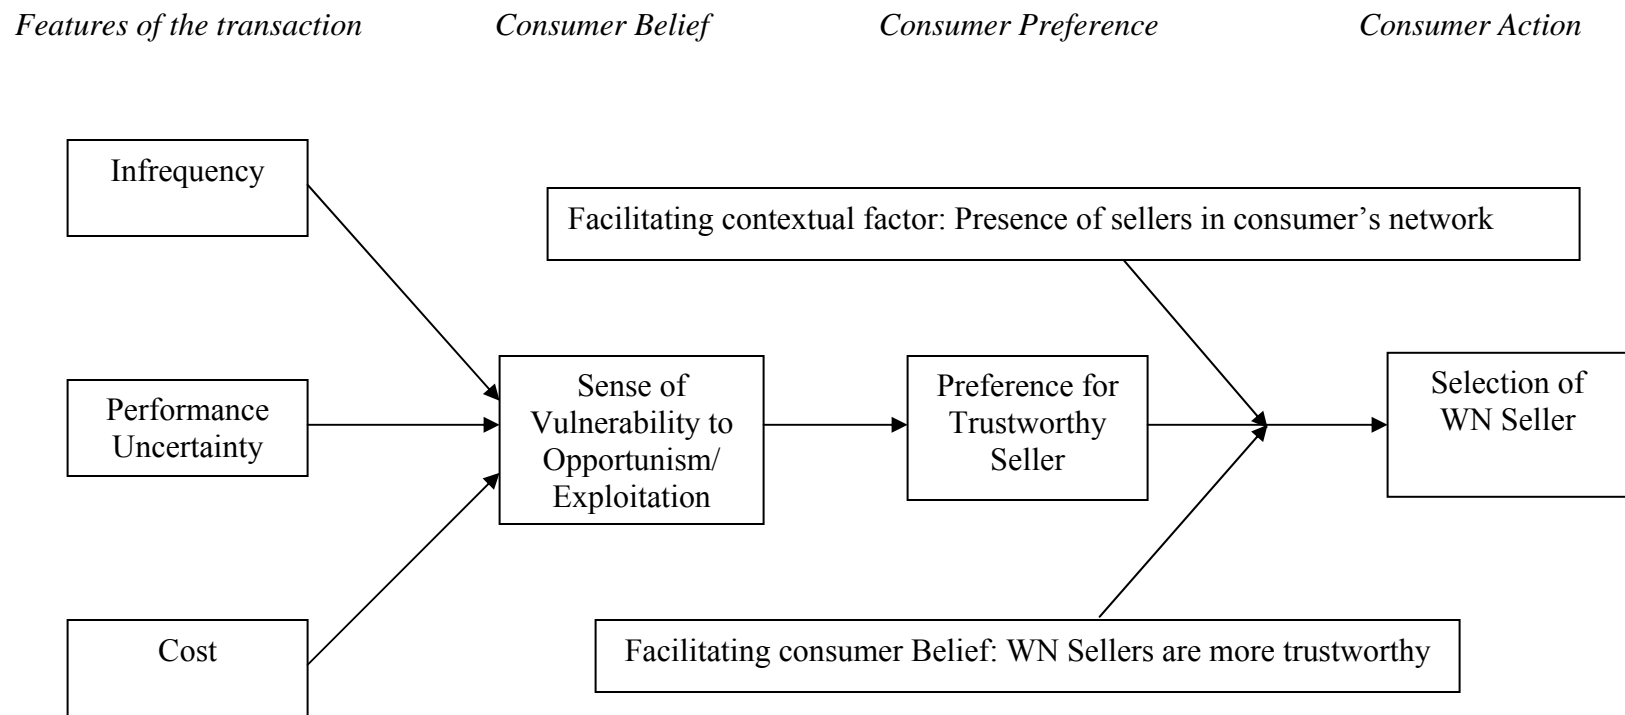 Features of the transaction
Consumer Belief
Consumer Preference
Consumer Action
Infrequency
Facilitating contextual factor: Presence of sellers in consumer’s network
Performance
Uncertainty
Sense of
Vulnerability to
Opportunism/
Exploitation
Preference for
Trustworthy
Seller
Selection of
WN Seller
Cost
Facilitating consumer Belief: WN Sellers are more trustworthy